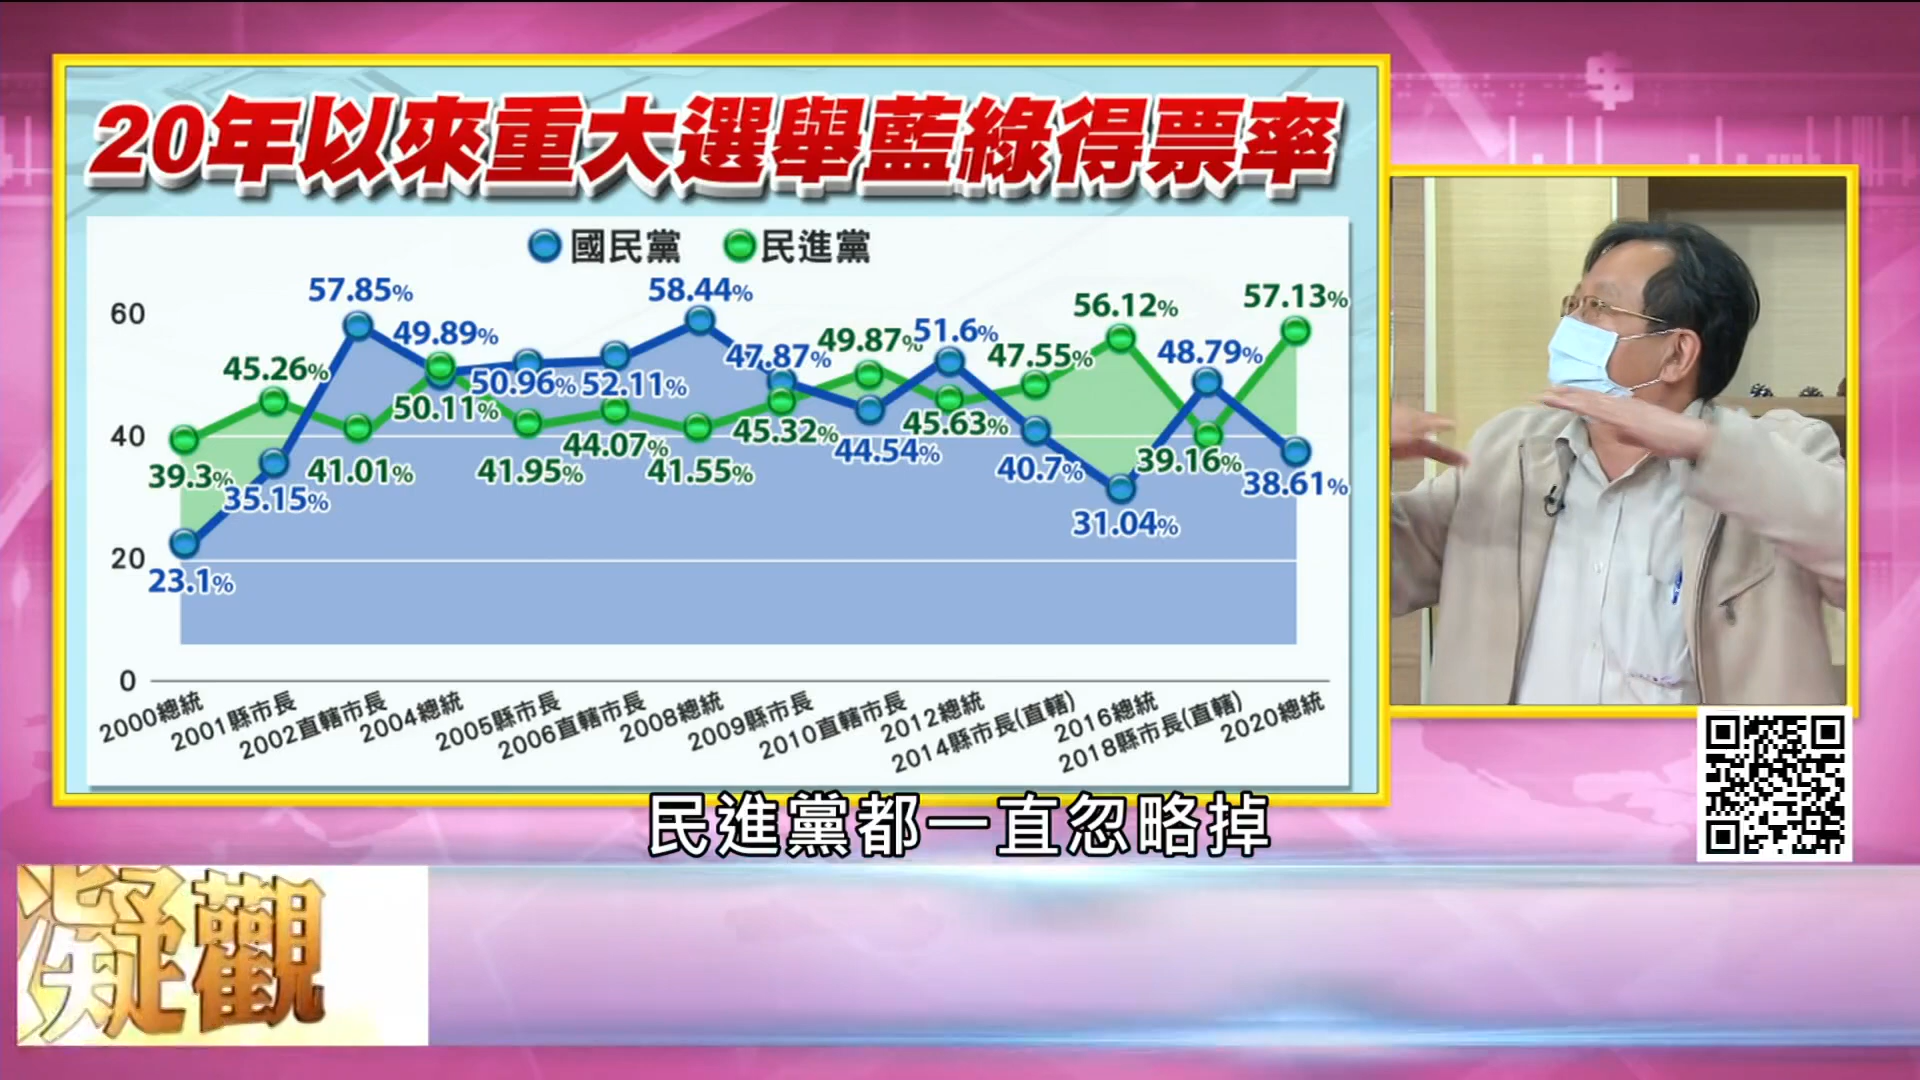 20年以來重大選舉藍綠得票率
國民黨 民進黨
60
40
20
0
57.85%
58.44%
49.89%
45.26%
50.96%
52.11%
47.87%
49.87%
51.6%
47.55%
56.12%
48.79%
57.13%
39.3%
35.15%
41.01%
50.11%
41.95%
44.07%
41.55%
45.32%
44.54%
45.63%
40.7%
31.04%
39.16%
38.61%
23.1%
2000總統
2001縣市長
2002直轄市長
2004總統
2005縣市長
2006直轄市長
2008總統
2009縣市長
2010直轄市長
2012總統
2014縣市長(直轄)
2016總統
2018縣市長(直轄)
2020總統
民進黨都一直忽略掉
凝觀